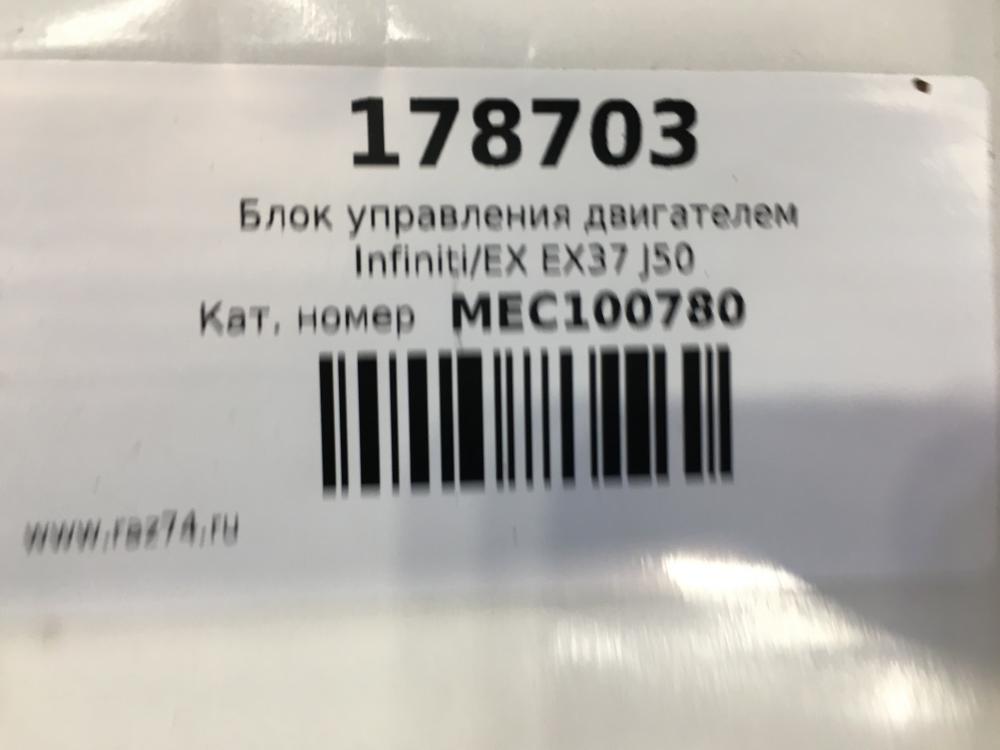 178703
Блок управления двигателем
Infiniti/EX EX37 J50
Кат. номер MEC100780
www.raz74.ru